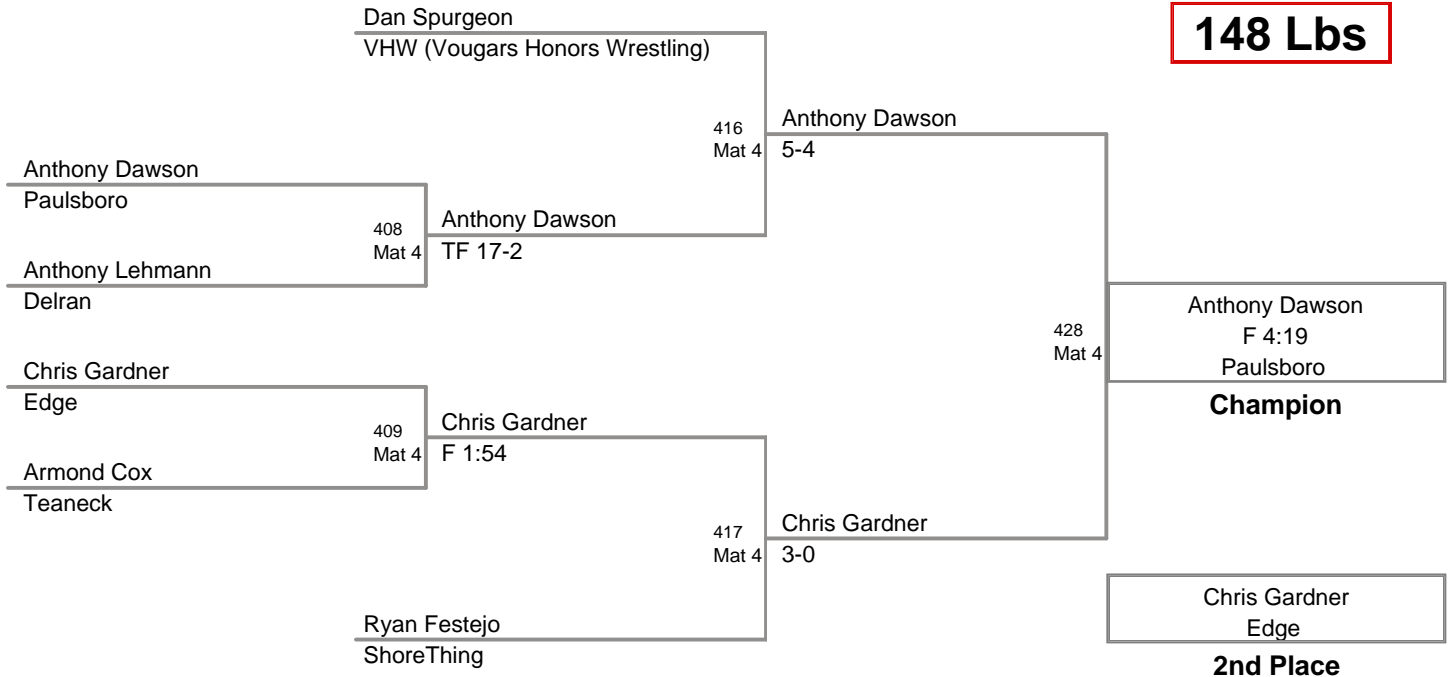 148 Lbs
Dan Spurgeon
VHW (Vougars Honors Wrestling)
416
Mat 4
Anthony Dawson
5-4
Anthony Dawson
Paulsboro
408
Mat 4
Anthony Dawson
TF 17-2
Anthony Lehmann
Delran
428
Mat 4
Anthony Dawson
F 4:19
Paulsboro
Champion
Chris Gardner
Edge
409
Mat 4
Chris Gardner
F 1:54
Armond Cox
Teaneck
417
Mat 4
Chris Gardner
3-0
Ryan Festejo
ShoreThing
Chris Gardner
Edge
2nd Place